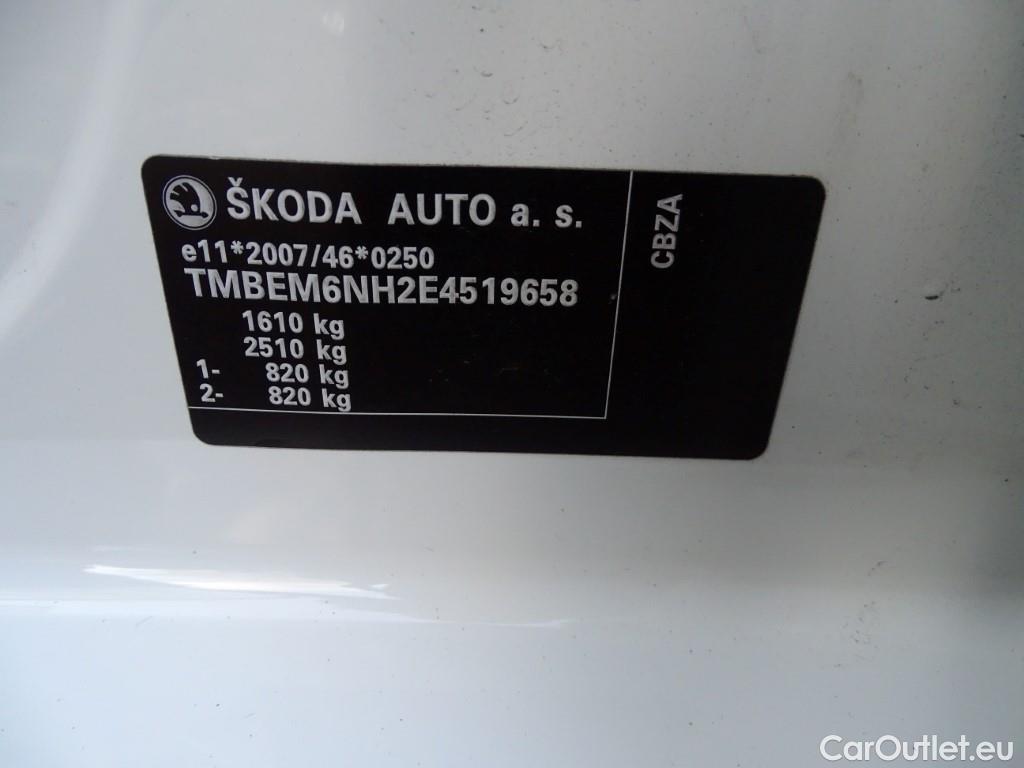 ŠKODA AUTO a. s.
e11*2007/46*0250
TMBEM6NH2E4519658
1610 kg
2510 kg
1- 820 kg
2- 820 kg
CBZA
CarOutlet.eu